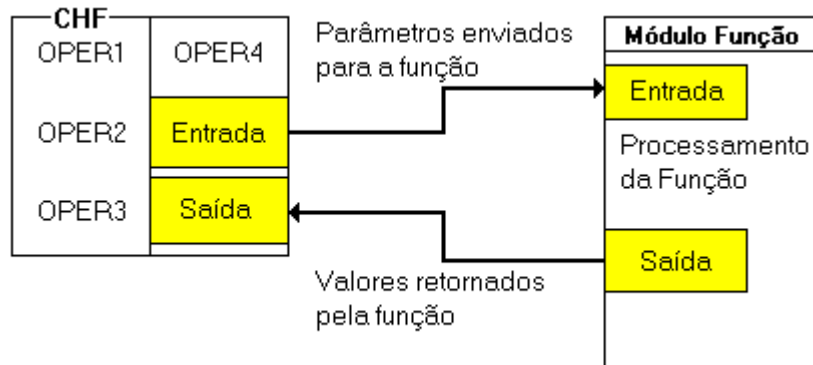 CHF
OPER1 OPER4
OPER2 Entrada
OPER3 Saída
Parâmetros enviados
para a função
Valores retornados
pela função
Módulo Função
Entrada
Processamento
da Função
Saída